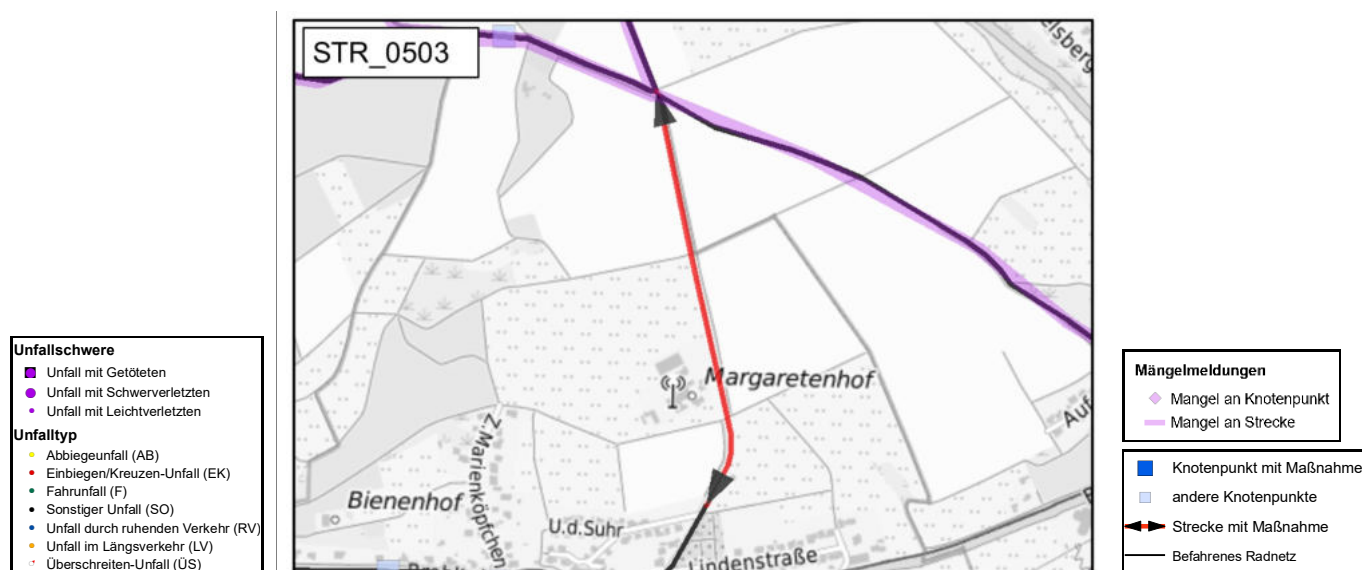 STR_0503
Margaretenhof
Bienenhof
Z.Marienköpfchen
U.d.Suhr
Lindenstraße
Auf
elsberg
Unfallschwere
Unfall mit Getöteten
Unfall mit Schwerverletzten
Unfall mit Leichtverletzten
Unfalltyp
Abbiegeunfall (AB)
Einbiegen/Kreuzen-Unfall (EK)
Fahrunfall (F)
Sonstiger Unfall (SO)
Unfall durch ruhenden Verkehr (RV)
Unfall im Längsverkehr (LV)
Überschreiten-Unfall (ÜS)
Mängelmeldungen
Mangel an Knotenpunkt
Mangel an Strecke
Knotenpunkt mit Maßnahme
andere Knotenpunkte
Strecke mit Maßnahme
Befahrenes Radnetz